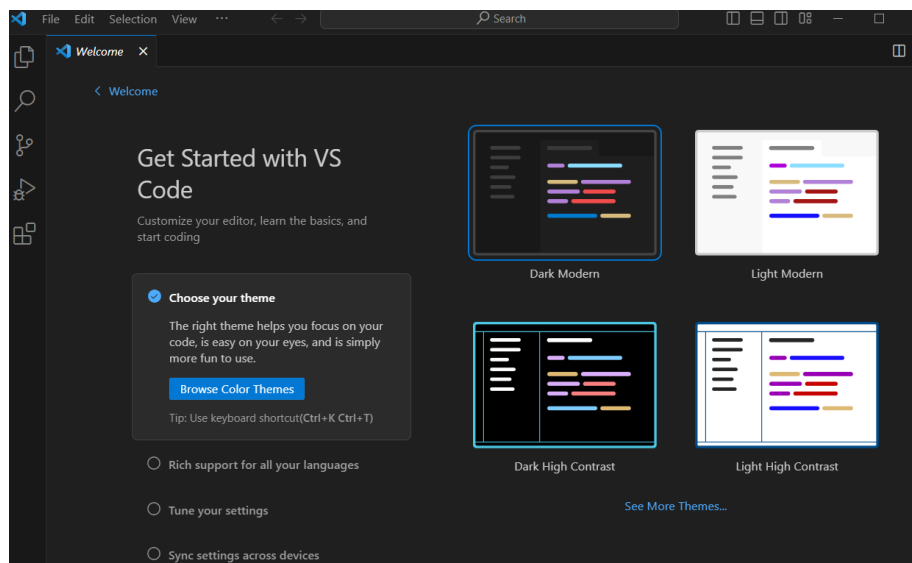 File Edit Selection View ···
Search
Welcome
Welcome
Get Started with VS
Code
Customize your editor, learn the basics, and
start coding
Choose your theme
The right theme helps you focus on your
code, is easy on your eyes, and is simply
more fun to use.
Browse Color Themes
Tip: Use keyboard shortcut(Ctrl+K Ctrl+T)
Rich support for all your languages
Tune your settings
Sync settings across devices
Dark Modern
Light Modern
Dark High Contrast
Light High Contrast
See More Themes...